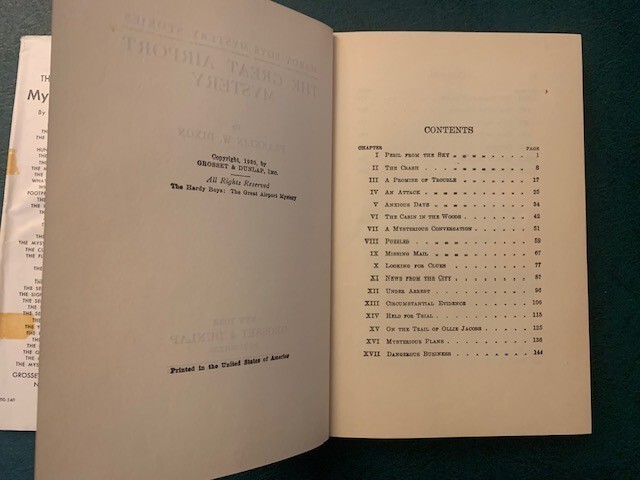 Copyright, 1930, by
GROSSET & DUNLAP, Inc.
All Rights Reserved
The Hardy Boys: The Great Airport Mystery
Printed in the United States of America
CONTENTS
CHAPTER PAGE
I Peril from the Sky 1
II The Crash 8
III A Promise of Trouble 17
IV An Attack 25
V Anxious Days 34
VI The Cabin in the Woods 42
VII A Mysterious Conversation 51
VIII Puzzled 59
IX Missing Mail 67
X Looking for Clues 77
XI News from the City 87
XII Under Arrest 96
XIII Circumstantial Evidence 106
XIV Held for Trial 115
XV On the Trail of Ollie Jacobs 125
XVI Mysterious Plans 136
XVII Dangerous Business 144